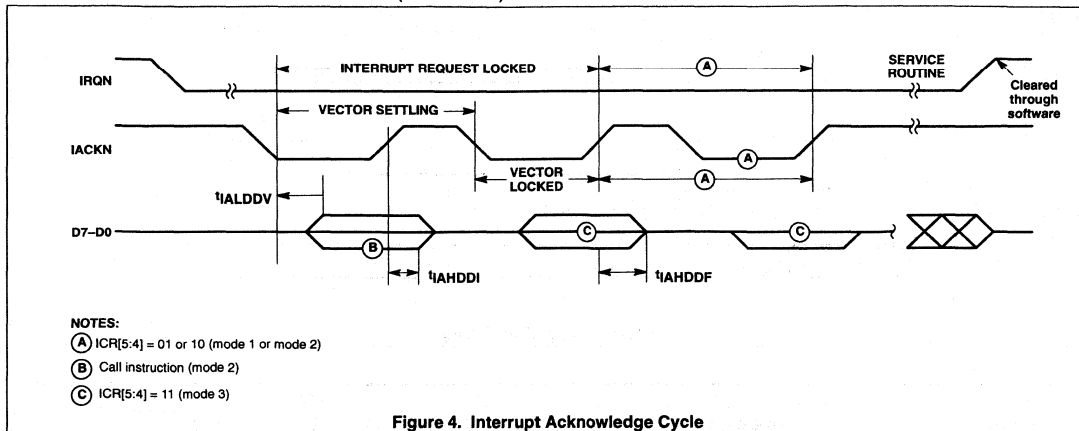 IRQN
INTERRUPT REQUEST LOCKED
A
SERVICE
ROUTINE
Cleared
through
software
VECTOR SETTLING
IACKN
A
VECTOR
LOCKED
A
tIALDDV
D7–D0
B
C
C
tIAHDDI
tIAHDDF
NOTES:
A ICR[5:4] = 01 or 10 (mode 1 or mode 2)
B Call instruction (mode 2)
C ICR[5:4] = 11 (mode 3)
Figure 4. Interrupt Acknowledge Cycle